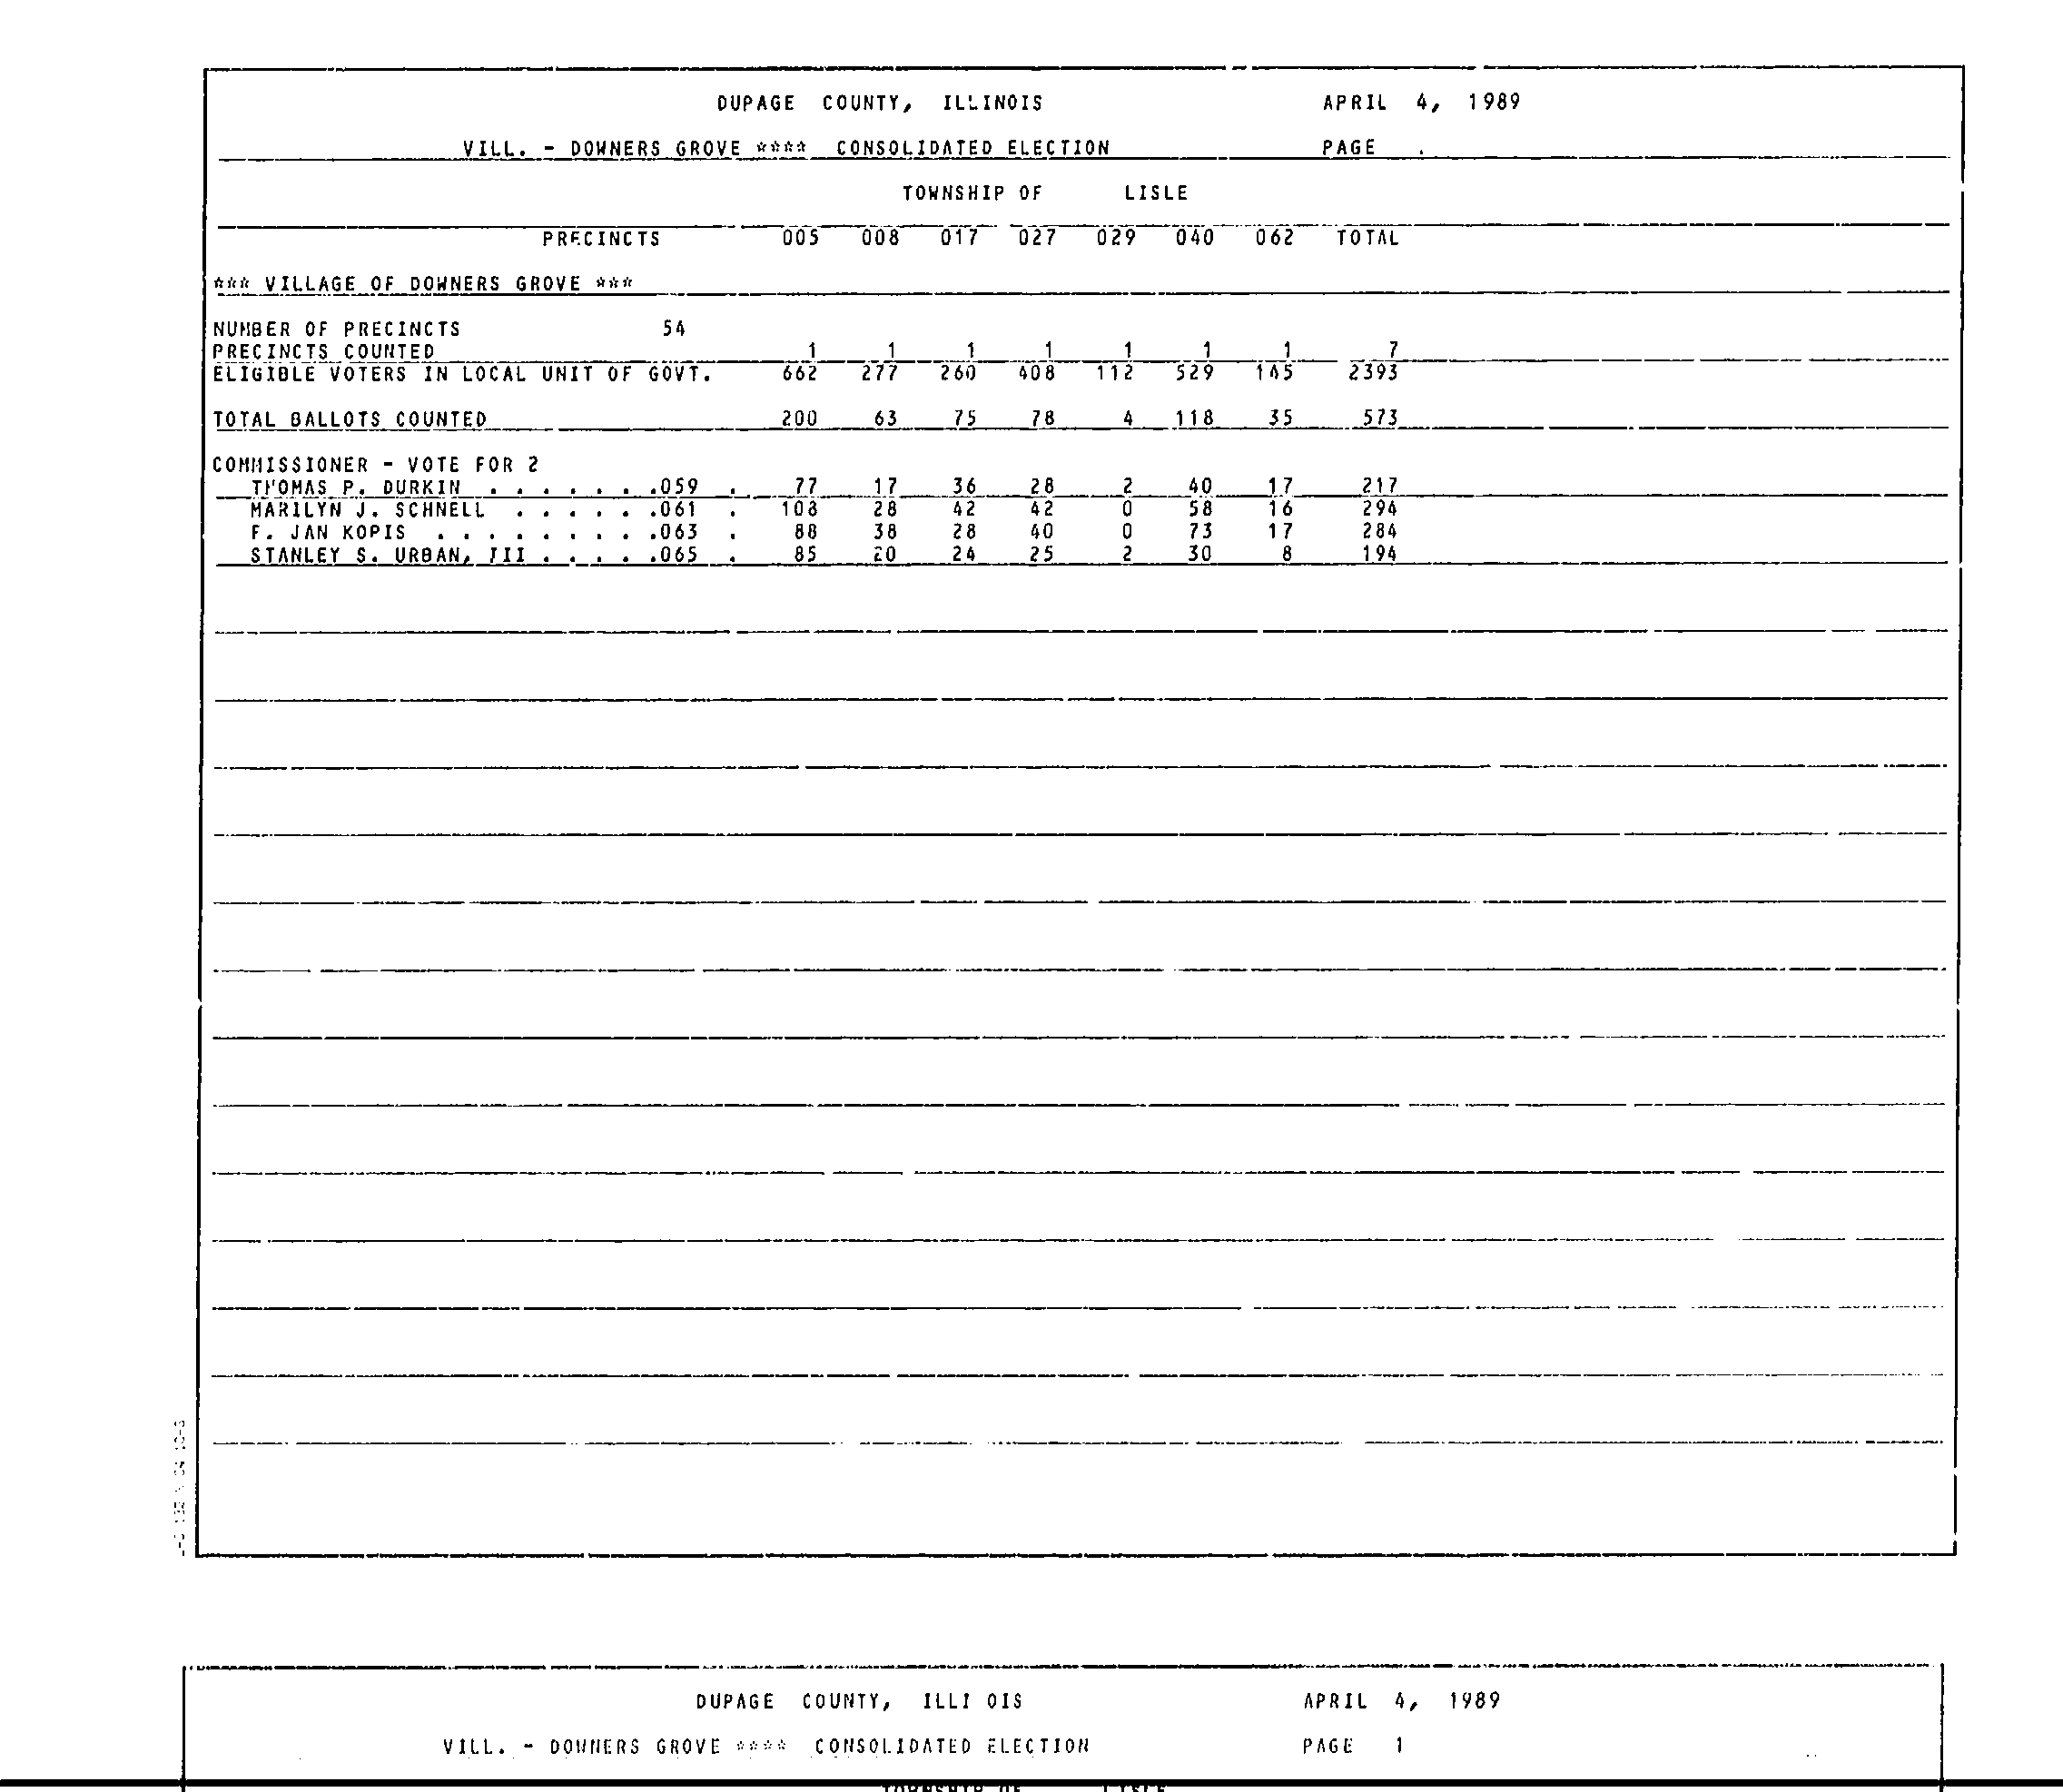 DUPAGE COUNTY, ILLINOIS APRIL 4, 1989
VILL. - DOWNERS GROVE **** CONSOLIDATED ELECTION PAGE .
TOWNSHIP OF LISLE
PRECINCTS 005 008 017 027 029 040 062 TOTAL
*** VILLAGE OF DOWNERS GROVE ***
NUMBER OF PRECINCTS 54
PRECINCTS COUNTED 1 1 1 1 1 1 1 7
ELIGIBLE VOTERS IN LOCAL UNIT OF GOVT. 662 277 260 408 112 529 145 2393
TOTAL BALLOTS COUNTED 200 63 75 78 4 118 35 573
COMMISSIONER - VOTE FOR 2
THOMAS P. DURKIN . . . . . . .059 . 77 17 36 28 2 40 17 217
MARILYN J. SCHNELL . . . . . .061 . 108 28 42 42 0 58 16 294
F. JAN KOPIS . . . . . . . . .063 . 88 38 28 40 0 73 17 284
STANLEY S. URBAN, III . . . . .065 . 85 20 24 25 2 30 8 194
DUPAGE COUNTY, ILLI OIS APRIL 4, 1989
VILL. - DOWNERS GROVE **** CONSOLIDATED ELECTION PAGE 1
TOWNSHIP OF LISLE